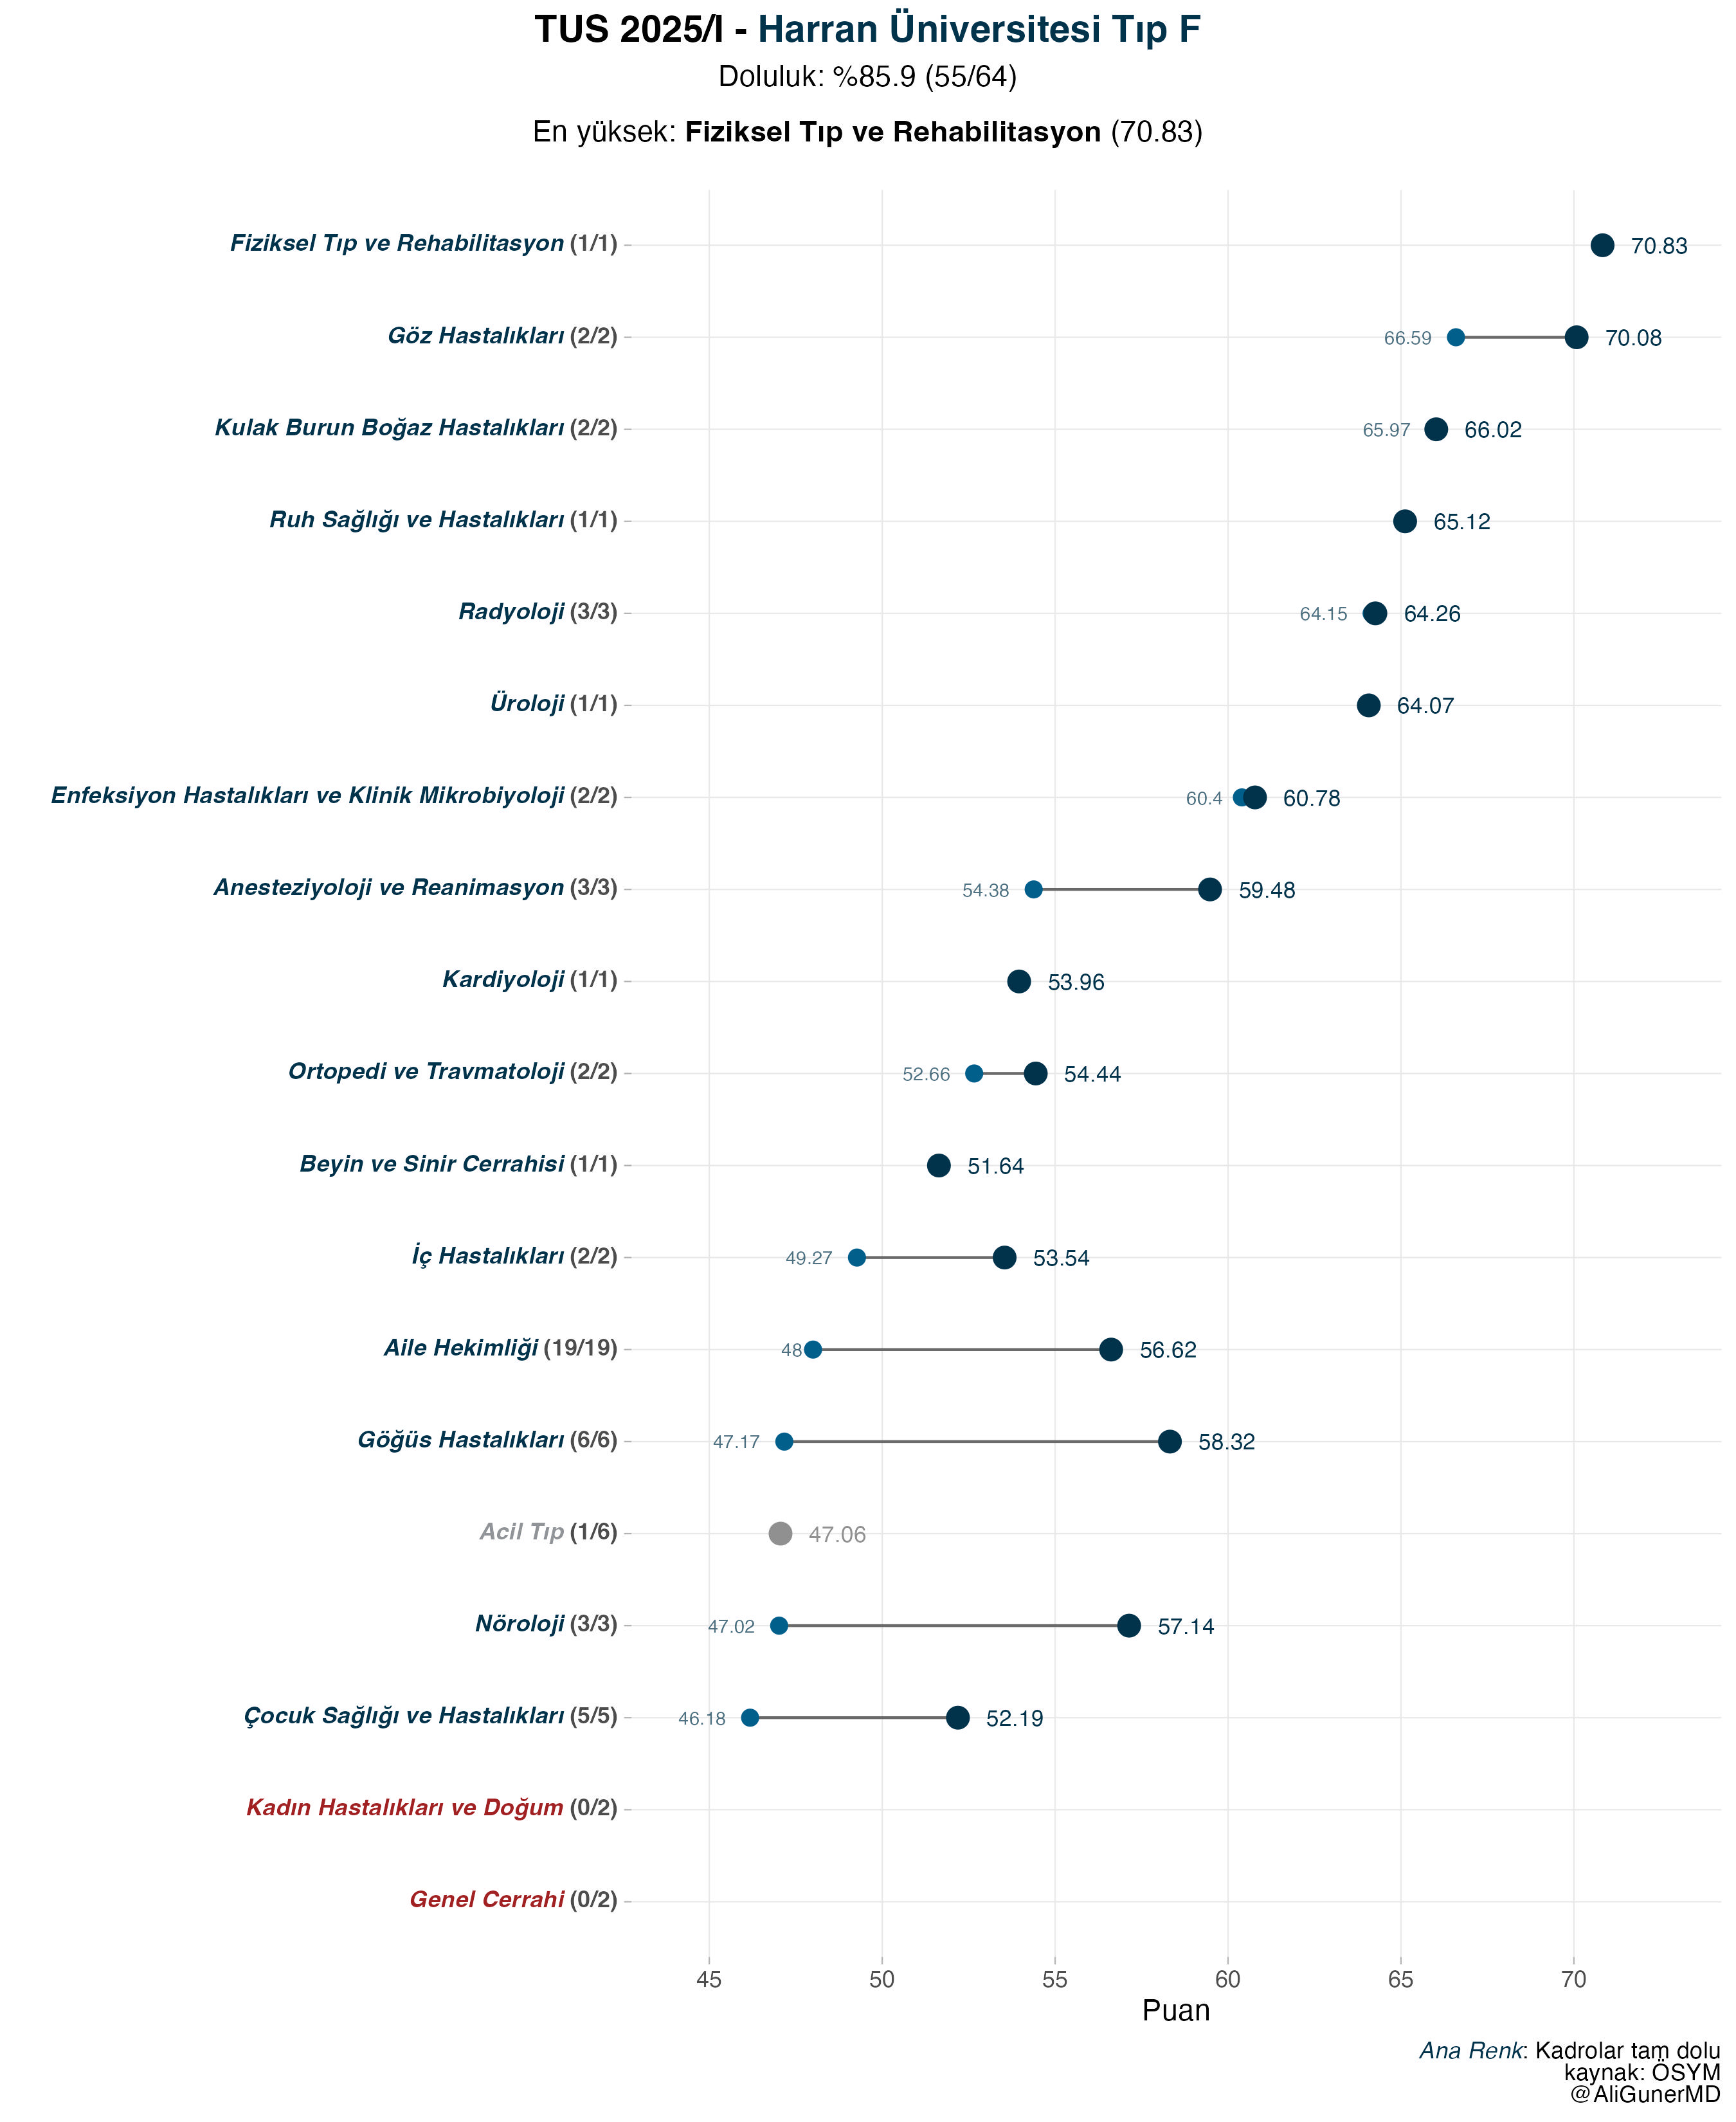 TUS 2025/I - Harran Üniversitesi Tıp F
Doluluk: %85.9 (55/64)
En yüksek: Fiziksel Tıp ve Rehabilitasyon (70.83)
Fiziksel Tıp ve Rehabilitasyon (1/1) 70.83
Göz Hastalıkları (2/2) 66.59 70.08
Kulak Burun Boğaz Hastalıkları (2/2) 65.97 66.02
Ruh Sağlığı ve Hastalıkları (1/1) 65.12
Radyoloji (3/3) 64.15 64.26
Üroloji (1/1) 64.07
Enfeksiyon Hastalıkları ve Klinik Mikrobiyoloji (2/2) 60.4 60.78
Anesteziyoloji ve Reanimasyon (3/3) 54.38 59.48
Kardiyoloji (1/1) 53.96
Ortopedi ve Travmatoloji (2/2) 52.66 54.44
Beyin ve Sinir Cerrahisi (1/1) 51.64
İç Hastalıkları (2/2) 49.27 53.54
Aile Hekimliği (19/19) 48 56.62
Göğüs Hastalıkları (6/6) 47.17 58.32
Acil Tıp (1/6) 47.06
Nöroloji (3/3) 47.02 57.14
Çocuk Sağlığı ve Hastalıkları (5/5) 46.18 52.19
Kadın Hastalıkları ve Doğum (0/2)
Genel Cerrahi (0/2)
45 50 55 60 65 70
Puan
Ana Renk: Kadrolar tam dolu
kaynak: ÖSYM
@AliGunerMD